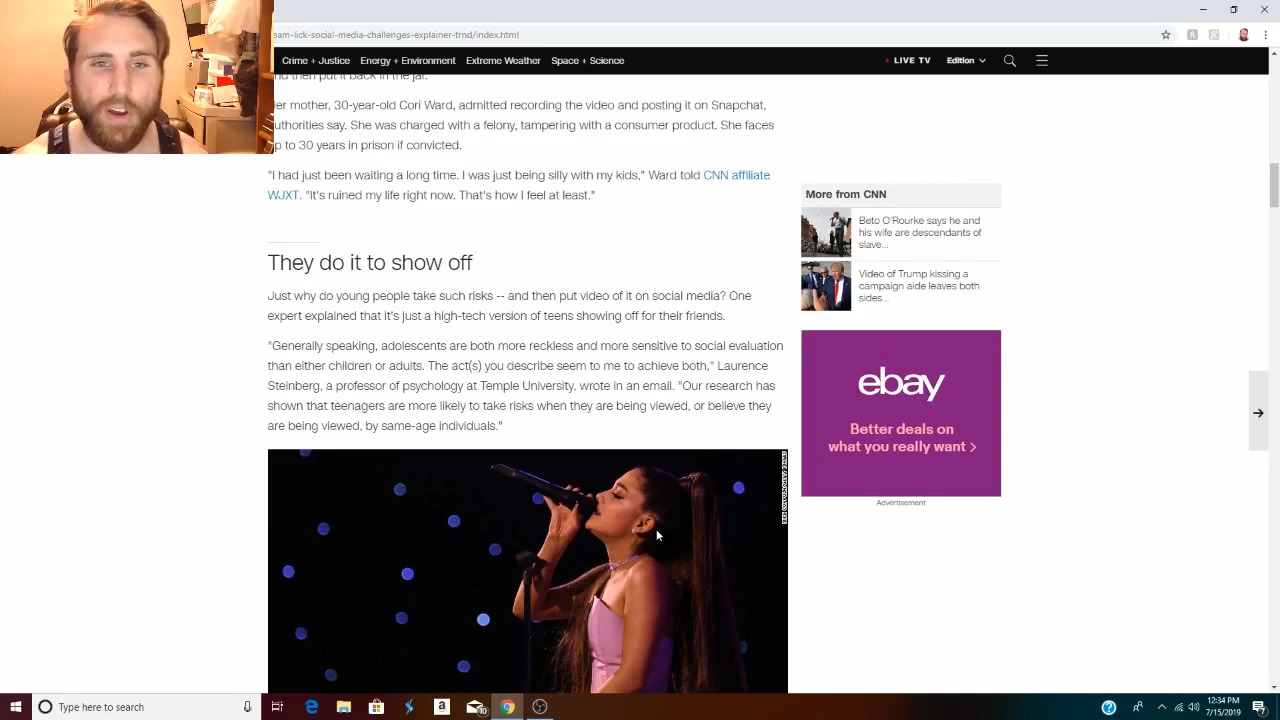 eam-lick-social-media-challenges-explainer-trnd/index.html
Crime + Justice Energy + Environment Extreme Weather Space + Science
LIVE TV Edition
and then put it back in the jar.
er mother, 30-year-old Cori Ward, admitted recording the video and posting it on Snapchat,
uthorities say. She was charged with a felony, tampering with a consumer product. She faces
p to 30 years in prison if convicted.
"I had just been waiting a long time. I was just being silly with my kids," Ward told CNN affiliate
WJXT. "It's ruined my life right now. That's how I feel at least."
They do it to show off
Just why do young people take such risks -- and then put video of it on social media? One
expert explained that it's just a high-tech version of teens showing off for their friends.
"Generally speaking, adolescents are both more reckless and more sensitive to social evaluation
than either children or adults. The act(s) you describe seem to me to achieve both," Laurence
Steinberg, a professor of psychology at Temple University, wrote in an email. "Our research has
shown that teenagers are more likely to take risks when they are being viewed, or believe they
are being viewed, by same-age individuals."
More from CNN
Beto O'Rourke says he and
his wife are descendants of
slave...
Video of Trump kissing a
campaign aide leaves both
sides...
ebay
Better deals on
what you really want >
Advertisement
Type here to search
10
12:34 PM
7/15/2019
7